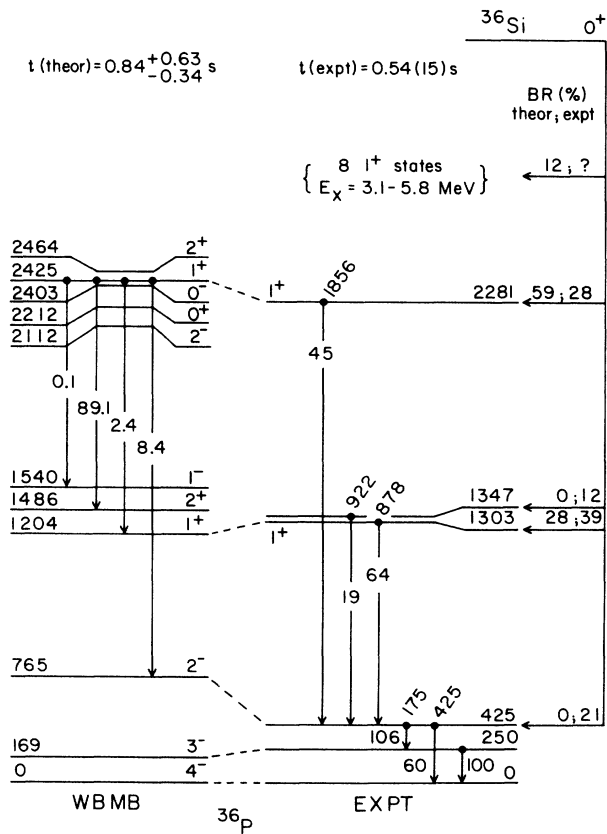 36Si 0+
t(theor)=0.84 +0.63 -0.34 s
t(expt)=0.54(15)s
BR(%)
theor; expt
{ 8 1+ states
Ex = 3.1-5.8 MeV }
12;?
2464 2+
2425 1+
2403 0-
2212 0+
2112 2-
1+ 1856 2281 59;28
0.1
89.1
2.4
8.4
45
1540 1-
1486 2+
1204 1+
922
878
1347 0;12
1+ 1303 28;39
19
64
765 2-
175
425
425 0;21
106
250
169 3-
60
100
0 4-
0
WBMB
EXPT
36P